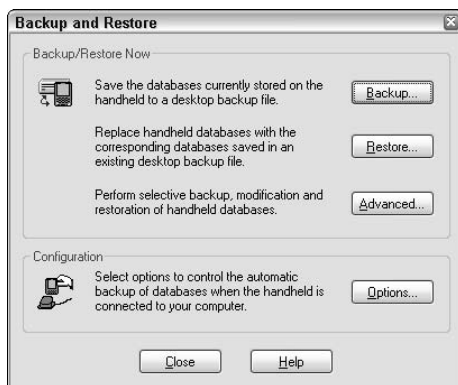 Backup and Restore
Backup/Restore Now
Save the databases currently stored on the
handheld to a desktop backup file.
Backup...
Replace handheld databases with the
corresponding databases saved in an
existing desktop backup file.
Restore...
Perform selective backup, modification and
restoration of handheld databases.
Advanced...
Configuration
Select options to control the automatic
backup of databases when the handheld is
connected to your computer.
Options...
Close Help